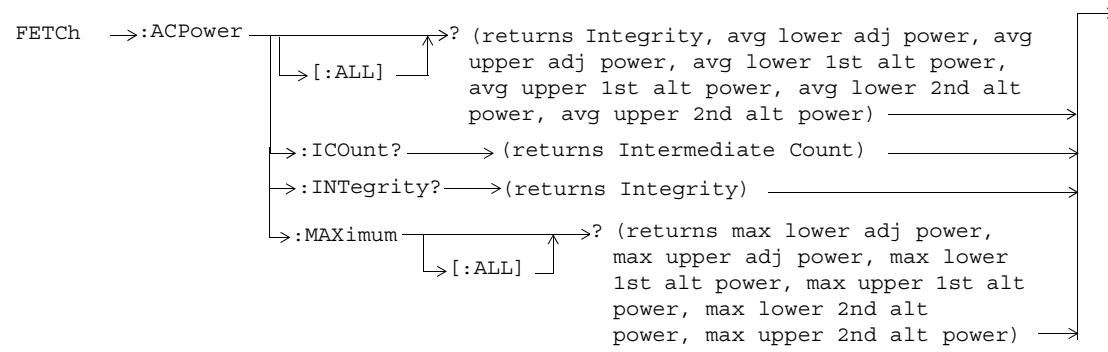 FETCh :ACPower ? (returns Integrity, avg lower adj power, avg
[:ALL] upper adj power, avg lower 1st alt power,
avg upper 1st alt power, avg lower 2nd alt
power, avg upper 2nd alt power)
:ICOunt? (returns Intermediate Count)
:INTegrity? (returns Integrity)
:MAXimum ? (returns max lower adj power,
[:ALL] max upper adj power, max lower
1st alt power, max upper 1st alt
power, max lower 2nd alt
power, max upper 2nd alt power)